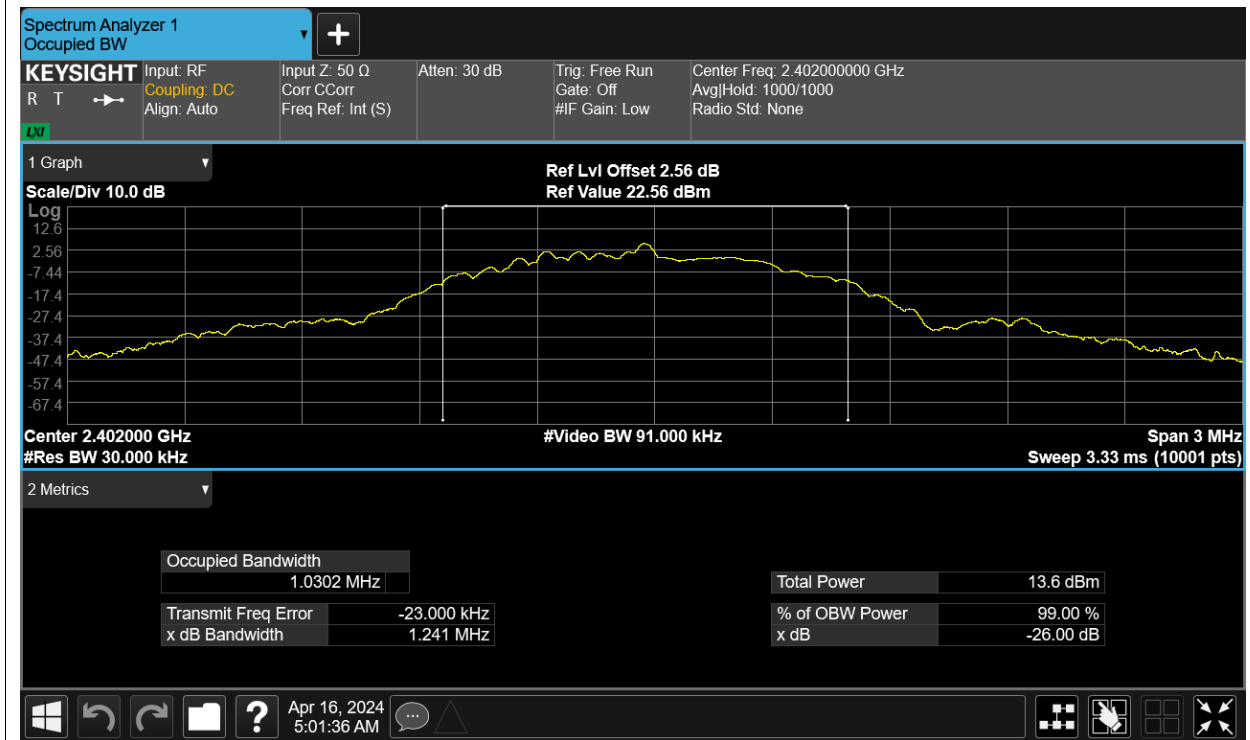 Spectrum Analyzer 1
Occupied BW
KEYSIGHT
R T
LXI
Input: RF
Coupling: DC
Align: Auto
Input Z: 50 Ω
Corr CCorr
Freq Ref: Int (S)
Atten: 30 dB
Trig: Free Run
Gate: Off
#IF Gain: Low
Center Freq: 2.402000000 GHz
Avg|Hold: 1000/1000
Radio Std: None
1 Graph
Scale/Div 10.0 dB
Ref Lvl Offset 2.56 dB
Ref Value 22.56 dBm
Log
12.6
2.56
-7.44
-17.4
-27.4
-37.4
-47.4
-57.4
-67.4
Center 2.402000 GHz
#Res BW 30.000 kHz
#Video BW 91.000 kHz
Span 3 MHz
Sweep 3.33 ms (10001 pts)
2 Metrics
Occupied Bandwidth
1.0302 MHz
Total Power 13.6 dBm
Transmit Freq Error -23.000 kHz
% of OBW Power 99.00 %
x dB Bandwidth 1.241 MHz
x dB -26.00 dB
?
Apr 16, 2024
5:01:36 AM